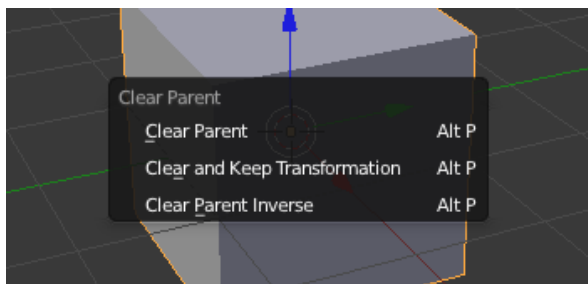 Clear Parent
Clear Parent Alt P
Clear and Keep Transformation Alt P
Clear Parent Inverse Alt P